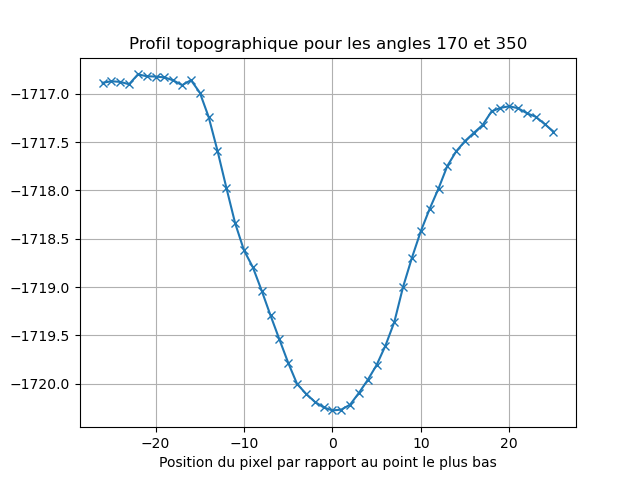 Profil topographique pour les angles 170 et 350
−1717.0
−1717.5
−1718.0
−1718.5
−1719.0
−1719.5
−1720.0
−20 −10 0 10 20
Position du pixel par rapport au point le plus bas